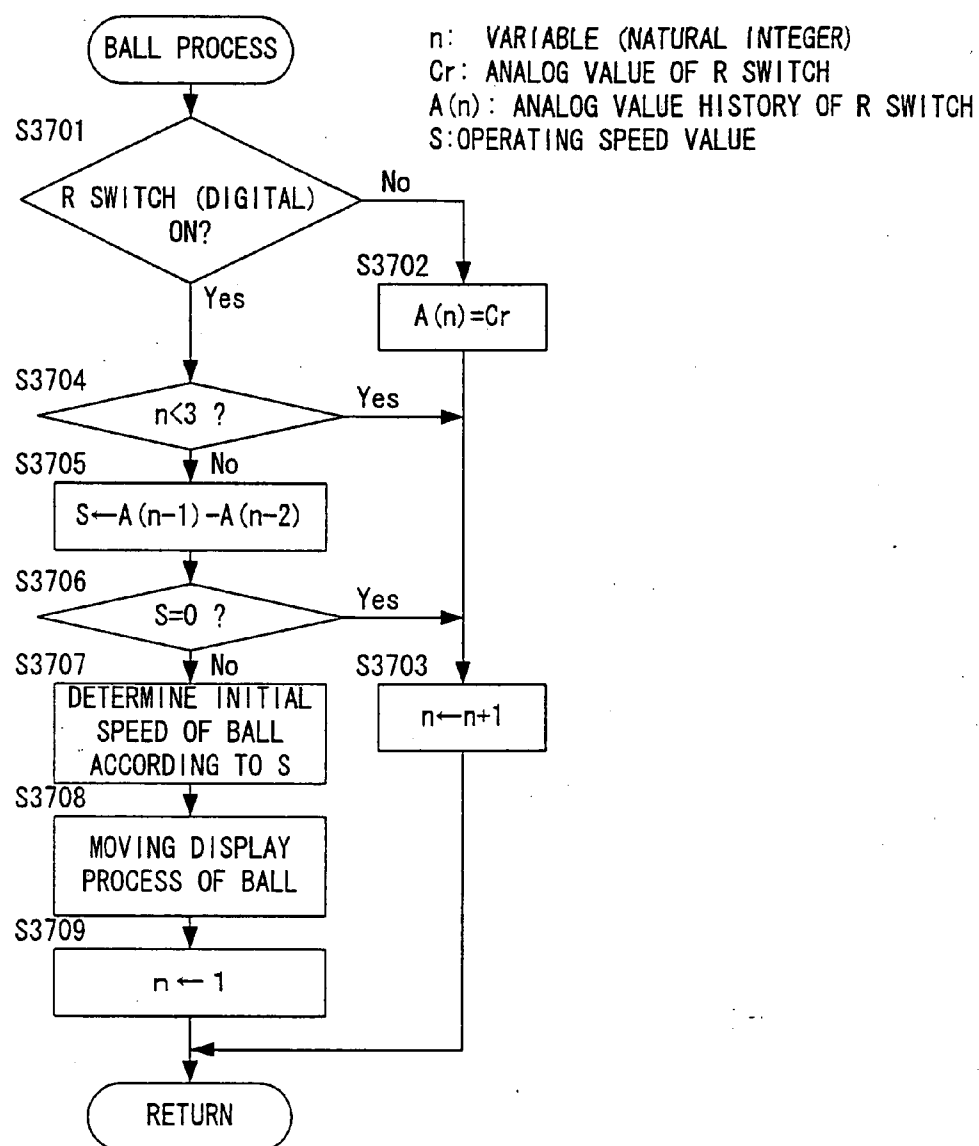 BALL PROCESS
n: VARIABLE (NATURAL INTEGER)
Cr: ANALOG VALUE OF R SWITCH
A(n): ANALOG VALUE HISTORY OF R SWITCH
S:OPERATING SPEED VALUE
S3701
R SWITCH (DIGITAL)
ON?
No
Yes
S3702
A(n)=Cr
S3704
n<3 ?
Yes
No
S3705
S←A(n-1)-A(n-2)
S3706
S=0 ?
Yes
No
S3707
DETERMINE INITIAL
SPEED OF BALL
ACCORDING TO S
S3703
n←n+1
S3708
MOVING DISPLAY
PROCESS OF BALL
S3709
n←1
RETURN